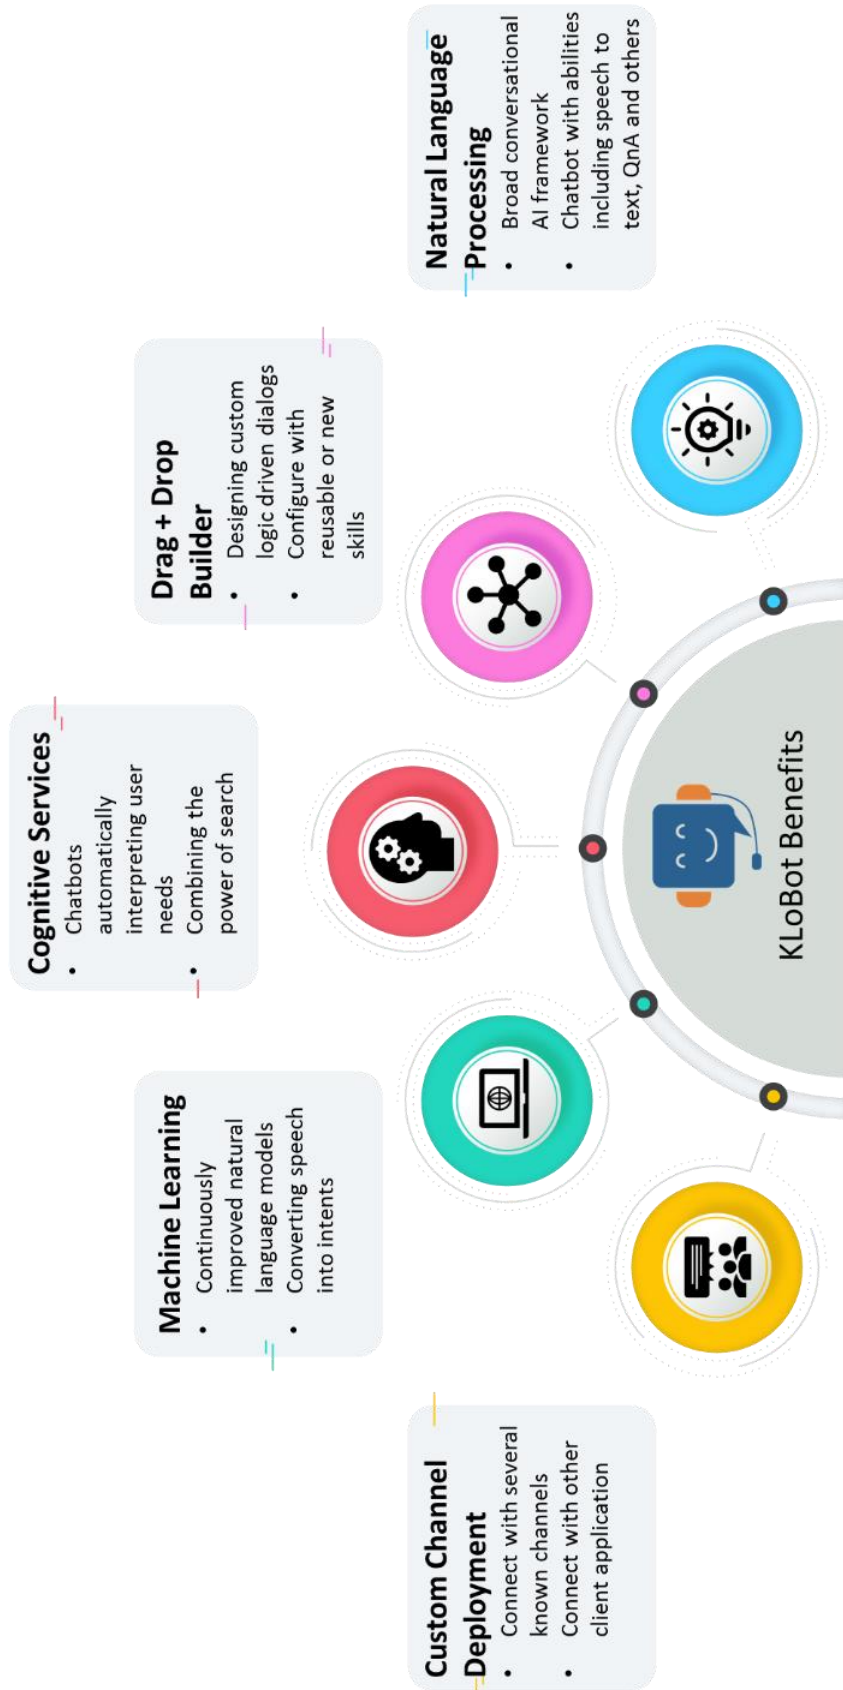 Custom Channel
Deployment
• Connect with several
known channels
• Connect with other
client application
Machine Learning
• Continuously
improved natural
language models
• Converting speech
into intents
Cognitive Services
• Chatbots
automatically
interpreting user
needs
• Combining the
power of search
Drag + Drop
Builder
• Designing custom
logic driven dialogs
• Configure with
reusable or new
skills
Natural Language
Processing
• Broad conversational
AI framework
• Chatbot with abilities
including speech to
text, QnA and others
KLoBot Benefits